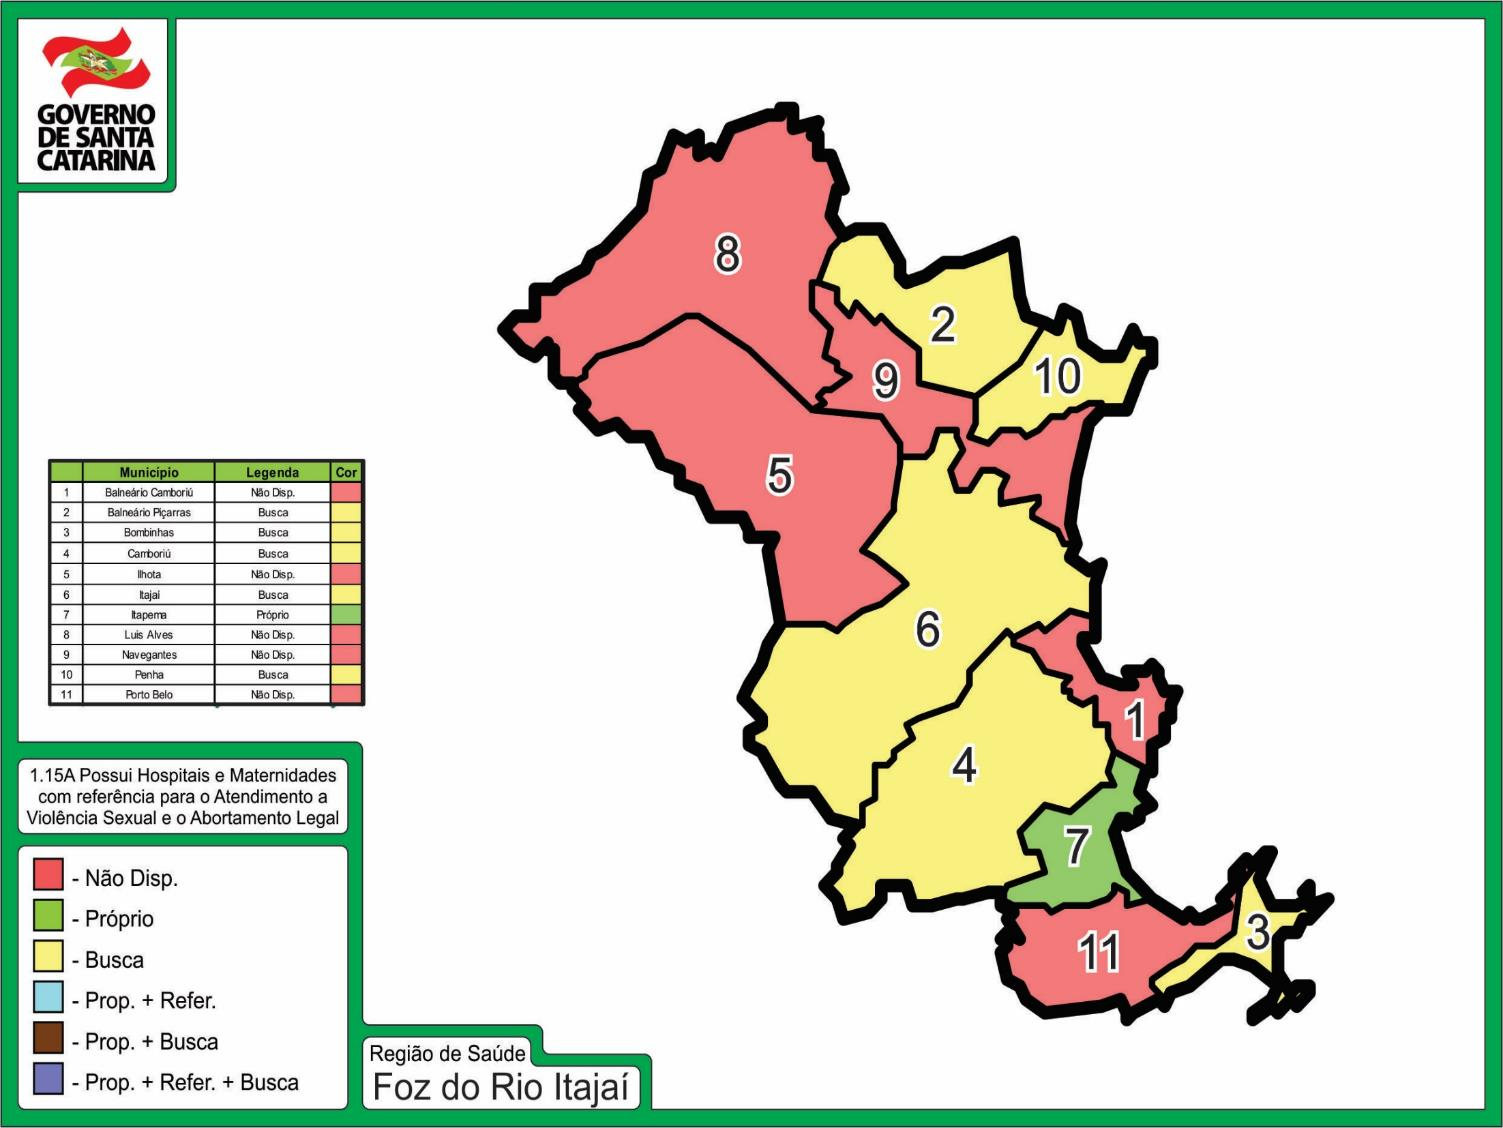 GOVERNO
DE SANTA
CATARINA
8
2
10
9
5
6
1
4
7
3
11
Município Legenda Cor
1 Balneário Camboriú Não Disp.
2 Balneário Piçarras Busca
3 Bombinhas Busca
4 Camboriú Busca
5 Ilhota Não Disp.
6 Itajaí Busca
7 Itapema Próprio
8 Luis Alves Não Disp.
9 Navegantes Não Disp.
10 Penha Busca
11 Porto Belo Não Disp.
1.15A Possui Hospitais e Maternidades
com referência para o Atendimento a
Violência Sexual e o Abortamento Legal
- Não Disp.
- Próprio
- Busca
- Prop. + Refer.
- Prop. + Busca
- Prop. + Refer. + Busca
Região de Saúde
Foz do Rio Itajaí